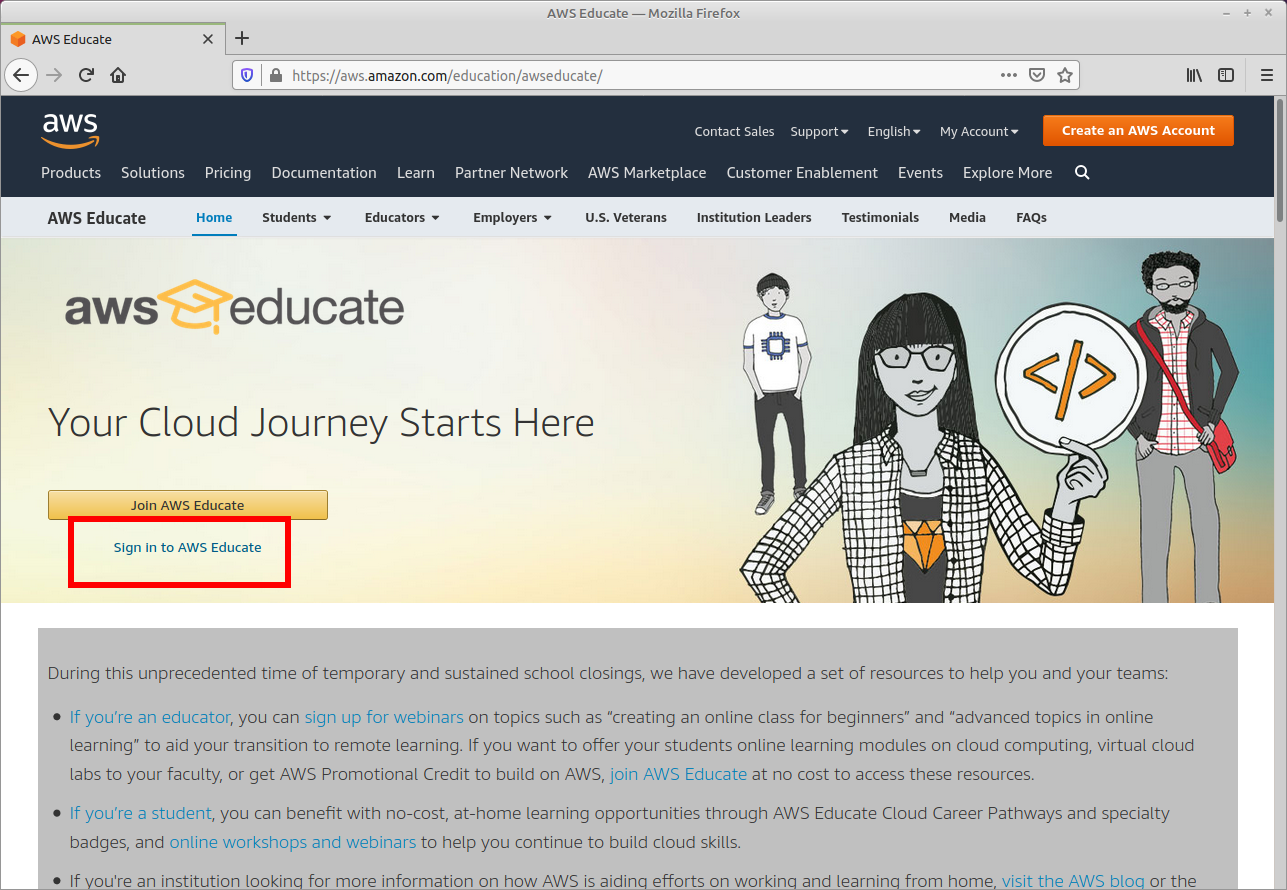 AWS Educate — Mozilla Firefox
AWS Educate
https://aws.amazon.com/education/awseducate/
aws
Contact Sales Support English My Account Create an AWS Account
Products Solutions Pricing Documentation Learn Partner Network AWS Marketplace Customer Enablement Events Explore More
AWS Educate Home Students Educators Employers U.S. Veterans Institution Leaders Testimonials Media FAQs
aws educate
</>
Your Cloud Journey Starts Here
Join AWS Educate
Sign in to AWS Educate
During this unprecedented time of temporary and sustained school closings, we have developed a set of resources to help you and your teams:
• If you’re an educator, you can sign up for webinars on topics such as “creating an online class for beginners” and “advanced topics in online
learning” to aid your transition to remote learning. If you want to offer your students online learning modules on cloud computing, virtual cloud
labs to your faculty, or get AWS Promotional Credit to build on AWS, join AWS Educate at no cost to access these resources.
• If you’re a student, you can benefit with no-cost, at-home learning opportunities through AWS Educate Cloud Career Pathways and specialty
badges, and online workshops and webinars to help you continue to build cloud skills.
• If you're an institution looking for more information on how AWS is aiding efforts on working and learning from home, visit the AWS blog or the